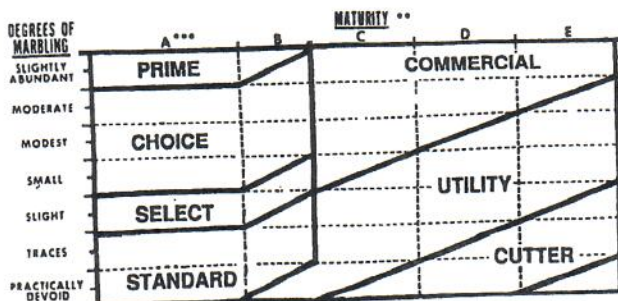 DEGREES OF
MARBLING
MATURITY **
A***
B
C
D
E
SLIGHTLY
ABUNDANT
PRIME
COMMERCIAL
MODERATE
MODEST
CHOICE
SMALL
UTILITY
SLIGHT
SELECT
TRACES
CUTTER
STANDARD
PRACTICALLY
DEVOID